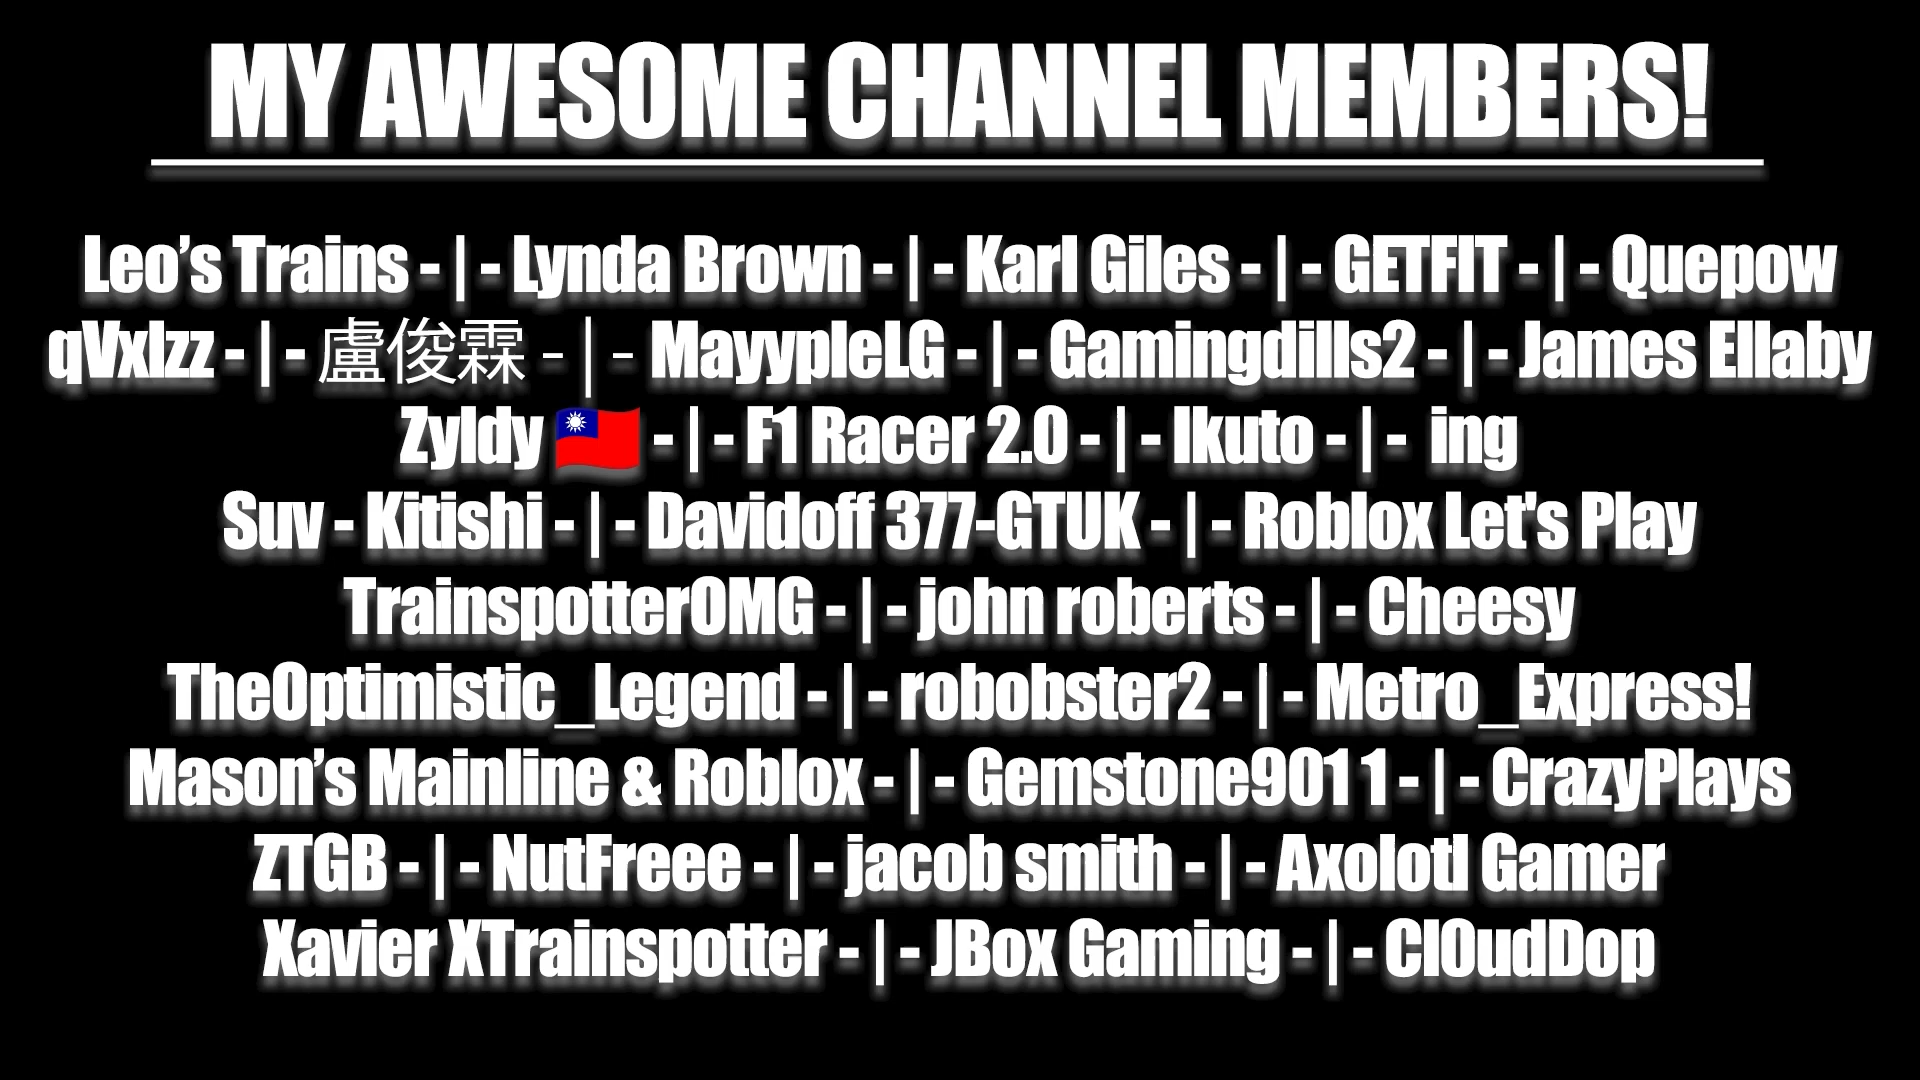 MY AWESOME CHANNEL MEMBERS!
Leo’s Trains - | - Lynda Brown - | - Karl Giles - | - GETFIT - | - Quepow
qVxlzz - | - 盧俊霖 - | - MayypleLG - | - Gamingdills2 - | - James Ellaby
Zyldy 🇹🇼 - | - F1 Racer 2.0 - | - Ikuto - | - ing
Suv - Kitishi - | - Davidoff 377-GTUK - | - Roblox Let's Play
TrainspotterOMG - | - john roberts - | - Cheesy
TheOptimistic_Legend - | - robobster2 - | - Metro_Express!
Mason’s Mainline & Roblox - | - Gemstone9011 - | - CrazyPlays
ZTGB - | - NutFreee - | - jacob smith - | - Axolotl Gamer
Xavier XTrainspotter - | - JBox Gaming - | - Cl0udDop